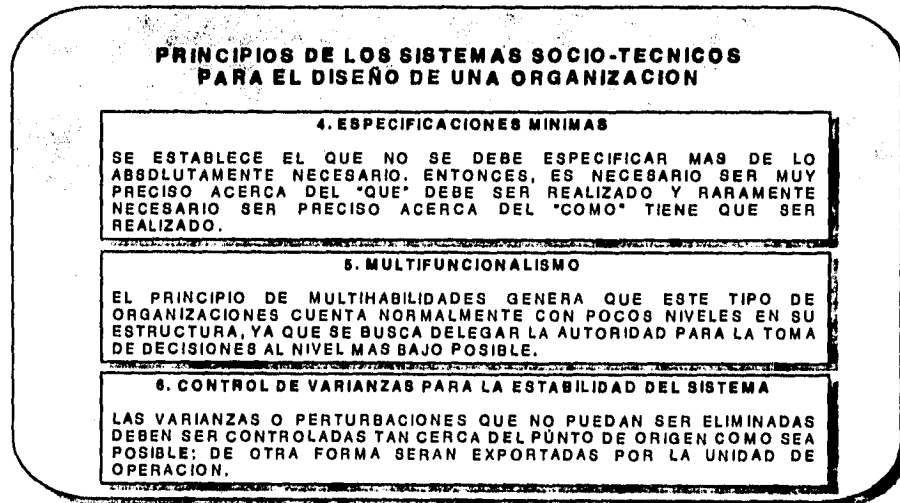 PRINCIPIOS DE LOS SISTEMAS SOCIO-TECNICOS
PARA EL DISEÑO DE UNA ORGANIZACION
4. ESPECIFICACIONES MINIMAS
SE ESTABLECE EL QUE NO SE DEBE ESPECIFICAR MAS DE LO
ABSOLUTAMENTE NECESARIO. ENTONCES, ES NECESARIO SER MUY
PRECISO ACERCA DEL "QUE" DEBE SER REALIZADO Y RARAMENTE
NECESARIO SER PRECISO ACERCA DEL "COMO" TIENE QUE SER
REALIZADO.
5. MULTIFUNCIONALISMO
EL PRINCIPIO DE MULTIHABILIDADES GENERA QUE ESTE TIPO DE
ORGANIZACIONES CUENTA NORMALMENTE CON POCOS NIVELES EN SU
ESTRUCTURA, YA QUE SE BUSCA DELEGAR LA AUTORIDAD PARA LA TOMA
DE DECISIONES AL NIVEL MAS BAJO POSIBLE.
6. CONTROL DE VARIANZAS PARA LA ESTABILIDAD DEL SISTEMA
LAS VARIANZAS O PERTURBACIONES QUE NO PUEDAN SER ELIMINADAS
DEBEN SER CONTROLADAS TAN CERCA DEL PUNTO DE ORIGEN COMO SEA
POSIBLE; DE OTRA FORMA SERAN EXPORTADAS POR LA UNIDAD DE
OPERACION.